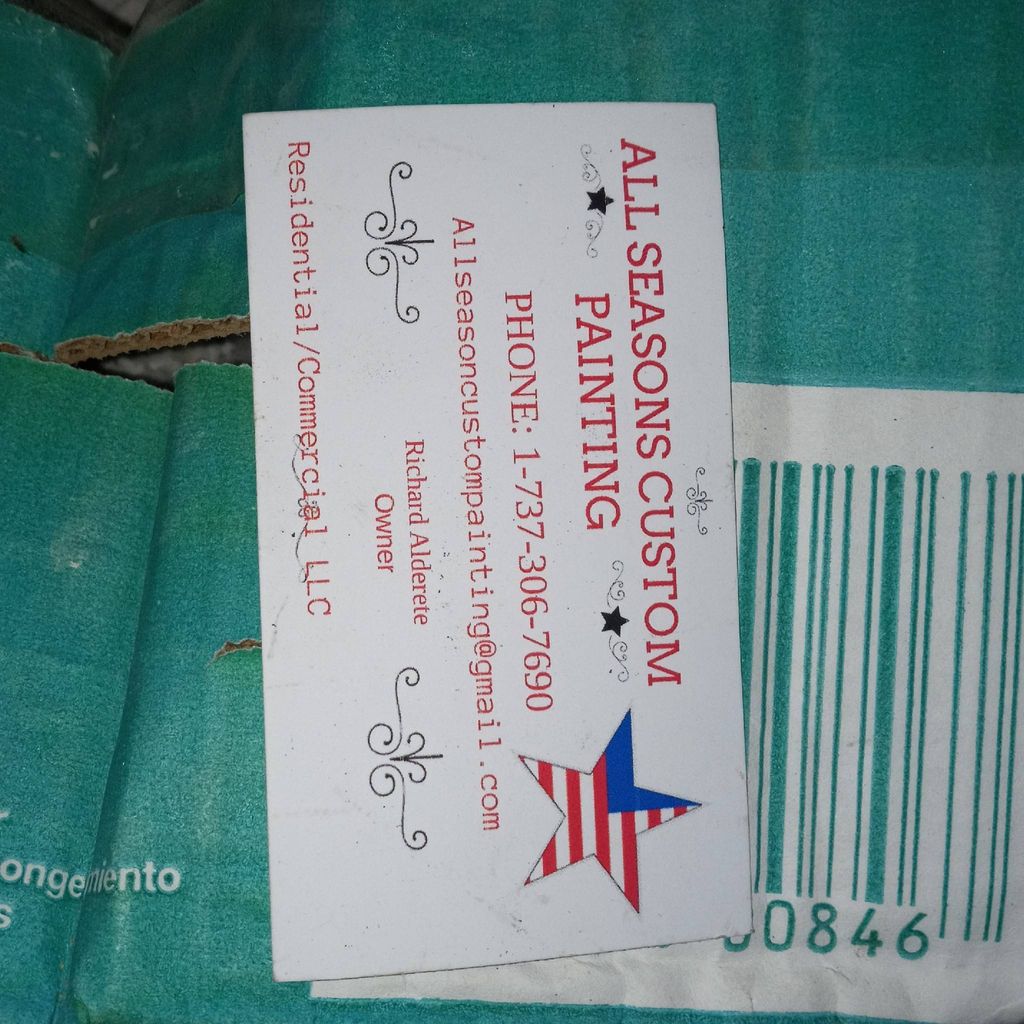 ALL SEASONS CUSTOM
PAINTING
PHONE: 1-737-306-7690
Allseasoncustompainting@gmail.com
Richard Alderete
Owner
Residential/Commercial LLC
ongemiento
s
00846